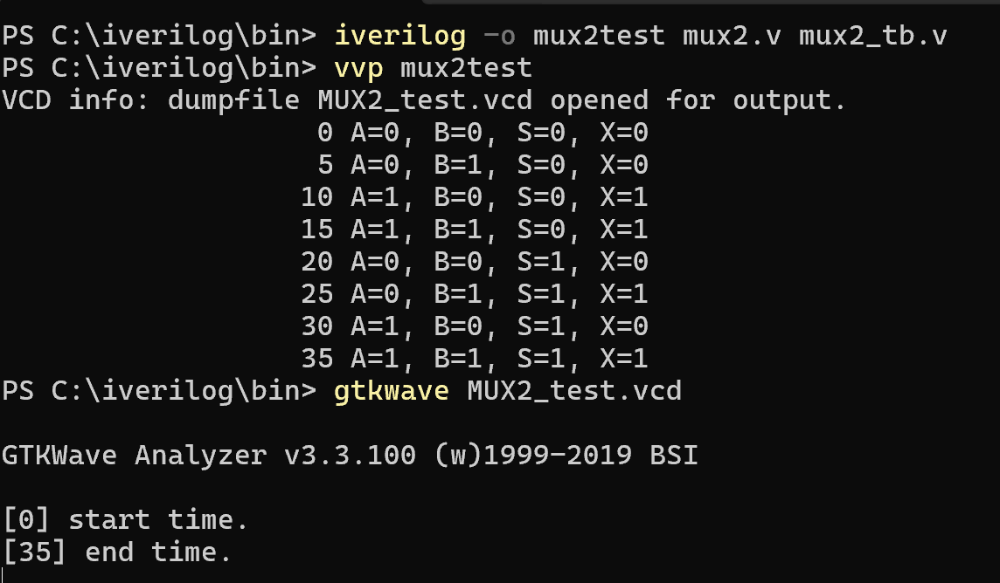 PS C:\iverilog\bin> iverilog -o mux2test mux2.v mux2_tb.v
PS C:\iverilog\bin> vvp mux2test
VCD info: dumpfile MUX2_test.vcd opened for output.
0 A=0, B=0, S=0, X=0
5 A=0, B=1, S=0, X=0
10 A=1, B=0, S=0, X=1
15 A=1, B=1, S=0, X=1
20 A=0, B=0, S=1, X=0
25 A=0, B=1, S=1, X=1
30 A=1, B=0, S=1, X=0
35 A=1, B=1, S=1, X=1
PS C:\iverilog\bin> gtkwave MUX2_test.vcd
GTKWave Analyzer v3.3.100 (w)1999-2019 BSI
[0] start time.
[35] end time.